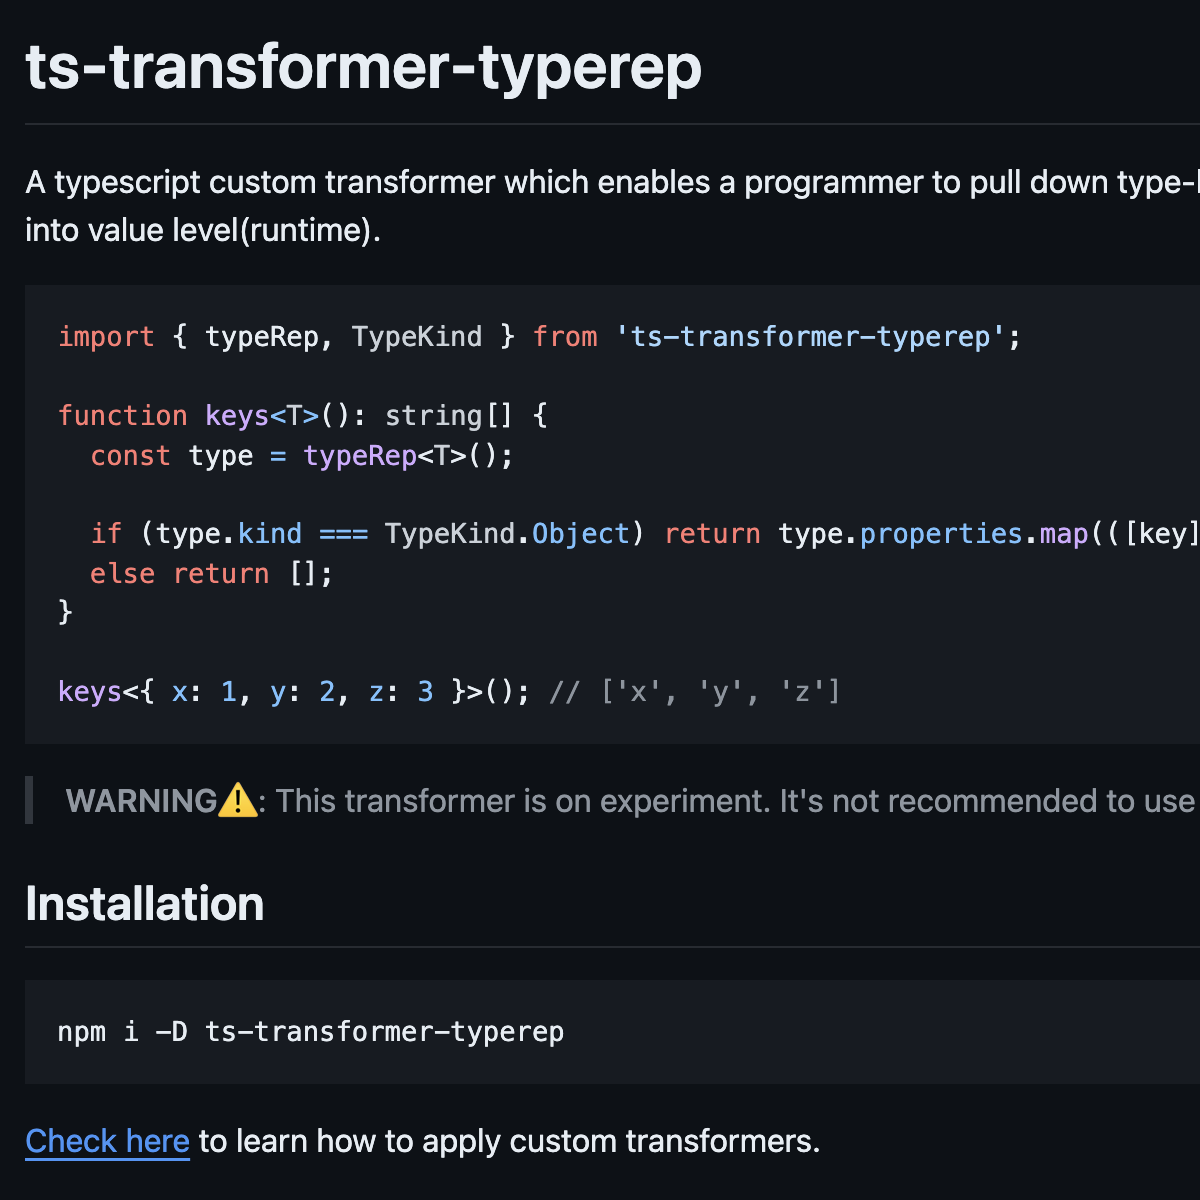 ts-transformer-typerep
A typescript custom transformer which enables a programmer to pull down type-
into value level(runtime).
import { typeRep, TypeKind } from 'ts-transformer-typerep';
function keys<T>(): string[] {
  const type = typeRep<T>();
  if (type.kind === TypeKind.Object) return type.properties.map(([key]
  else return [];
}
keys<{ x: 1, y: 2, z: 3 }>(); // ['x', 'y', 'z']
WARNING⚠️: This transformer is on experiment. It's not recommended to use
Installation
npm i -D ts-transformer-typerep
Check here to learn how to apply custom transformers.